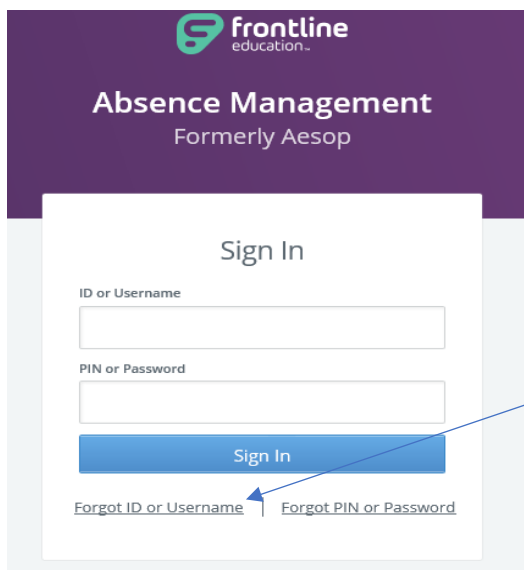 frontline
education™
Absence Management
Formerly Aesop
Sign In
ID or Username
PIN or Password
Sign In
Forgot ID or Username | Forgot PIN or Password